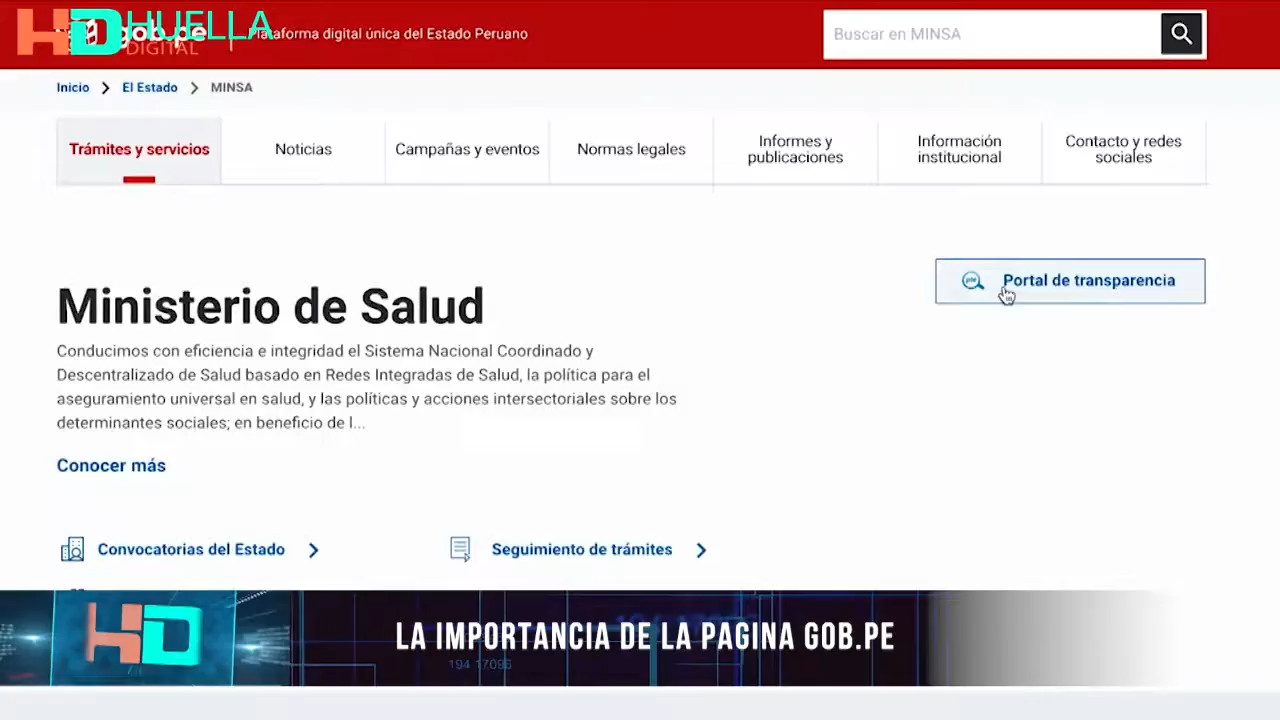 HD HUELLA
DIGITAL
gob.pe | Plataforma digital única del Estado Peruano
Buscar en MINSA
Inicio > El Estado > MINSA
Trámites y servicios
Noticias
Campañas y eventos
Normas legales
Informes y
publicaciones
Información
institucional
Contacto y redes
sociales
Portal de transparencia
Ministerio de Salud
Conducimos con eficiencia e integridad el Sistema Nacional Coordinado y
Descentralizado de Salud basado en Redes Integradas de Salud, la política para el
aseguramiento universal en salud, y las políticas y acciones intersectoriales sobre los
determinantes sociales; en beneficio de l...
Conocer más
Convocatorias del Estado
Seguimiento de trámites
HD
LA IMPORTANCIA DE LA PAGINA GOB.PE